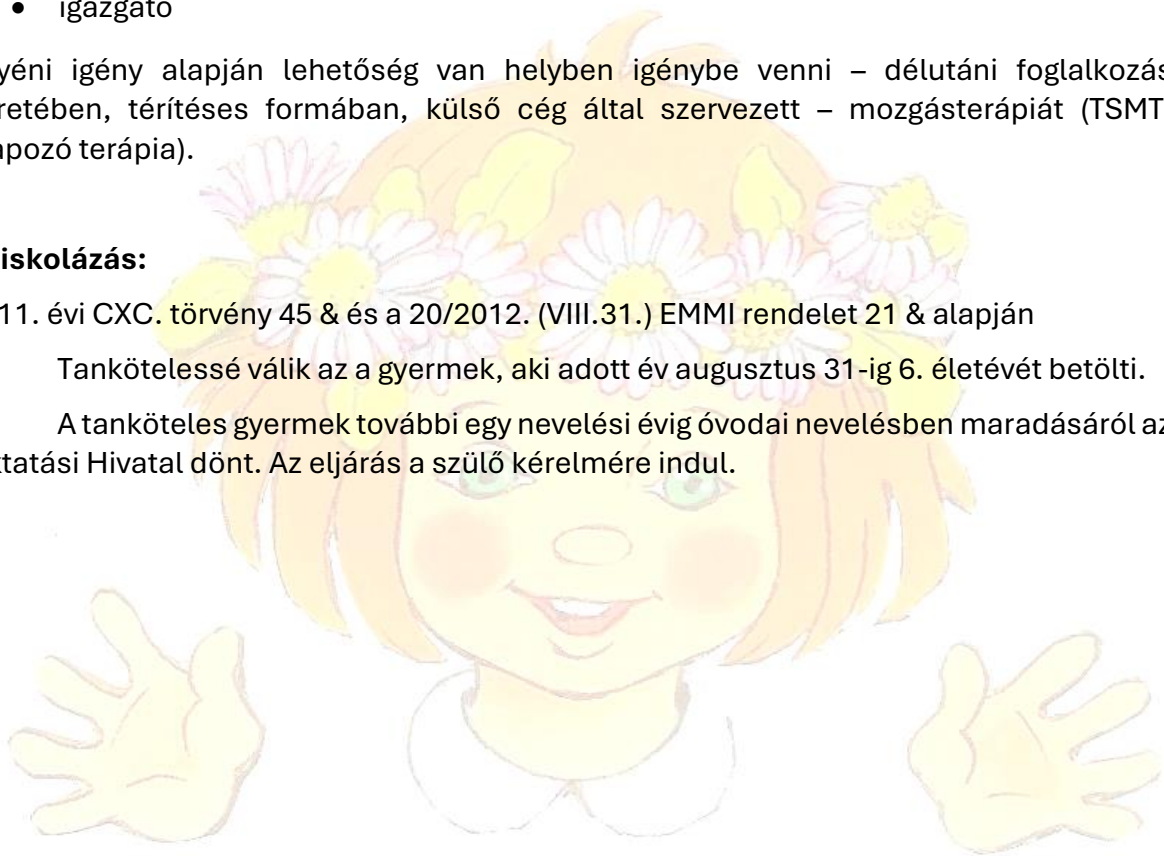 • igazgató
yéni igény alapján lehetőség van helyben igénybe venni – délutáni foglalkozás
retében, térítéses formában, külső cég által szervezett – mozgásterápiát (TSMT
npozó terápia).
iskolázás:
11. évi CXC. törvény 45 & és a 20/2012. (VIII.31.) EMMI rendelet 21 & alapján
Tankötelessé válik az a gyermek, aki adott év augusztus 31-ig 6. életévét betölti.
A tanköteles gyermek további egy nevelési évig óvodai nevelésben maradásáról az
ktatási Hivatal dönt. Az eljárás a szülő kérelmére indul.